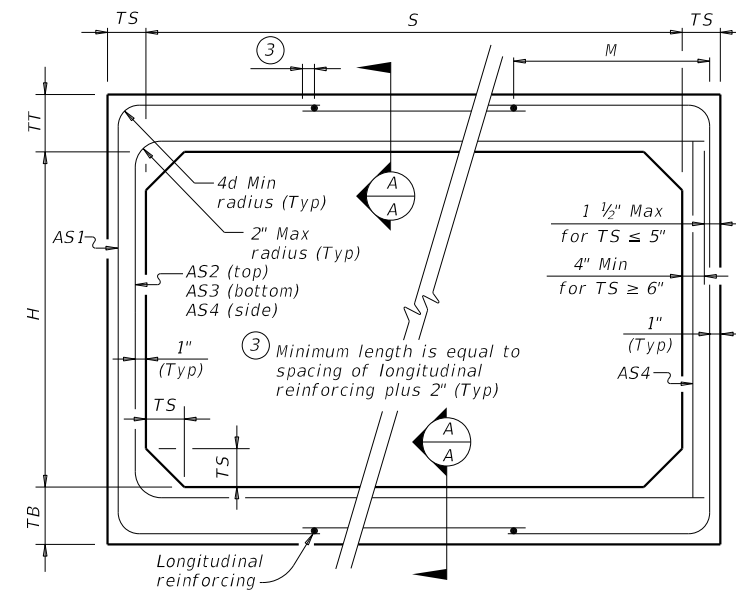 TS
S
TS
3
M
TT
A
A
4d Min
radius (Typ)
2" Max
radius (Typ)
1 ½" Max
for TS ≤ 5"
AS1
AS2 (top)
AS3 (bottom)
AS4 (side)
4" Min
for TS ≥ 6"
H
1"
(Typ)
3 Minimum length is equal to
spacing of longitudinal
reinforcing plus 2" (Typ)
1"
(Typ)
AS4
TS
A
A
TS
TB
Longitudinal
reinforcing